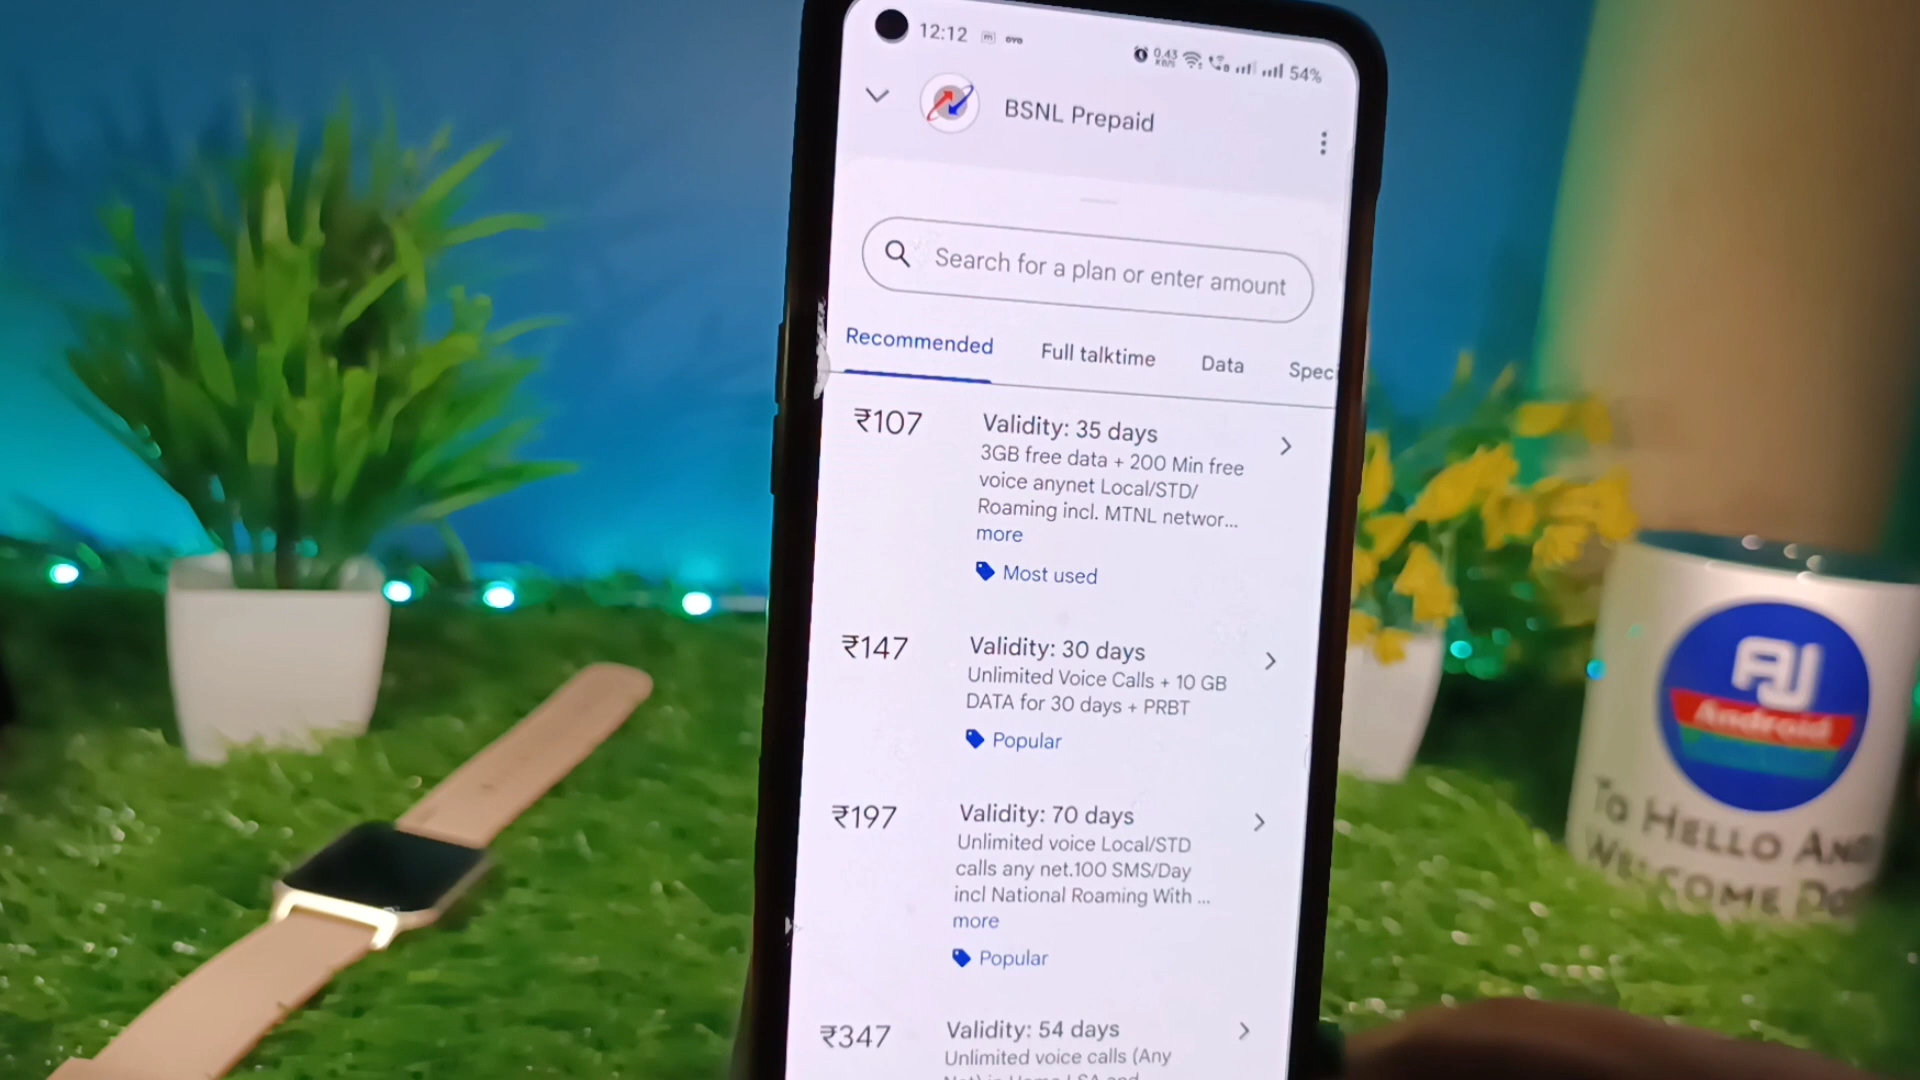 12:12
0.43
KB/S
54%
BSNL Prepaid
Search for a plan or enter amount
Recommended
Full talktime
Data
Spec
₹107
Validity: 35 days
3GB free data + 200 Min free
voice anynet Local/STD/
Roaming incl. MTNL networ...
more
Most used
₹147
Validity: 30 days
Unlimited Voice Calls + 10 GB
DATA for 30 days + PRBT
Popular
₹197
Validity: 70 days
Unlimited voice Local/STD
calls any net.100 SMS/Day
incl National Roaming With ...
more
Popular
₹347
Validity: 54 days
Unlimited voice calls (Any
AJ
Android
To HELLO AND
WELCOME